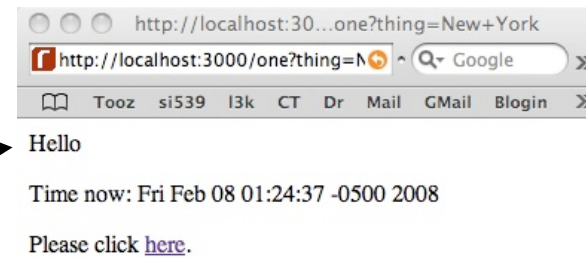 http://localhost:30...one?thing=New+York
http://localhost:3000/one?thing=N Google
Tooz si539 l3k CT Dr Mail GMail Blogin
Hello
Time now: Fri Feb 08 01:24:37 -0500 2008
Please click here.